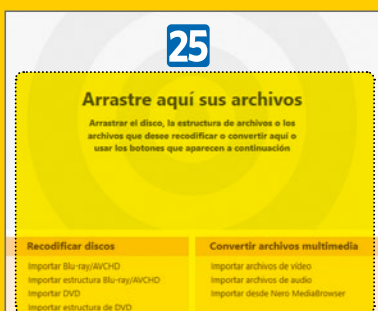 25
Arrastre aquí sus archivos
Arrastrar el disco, la estructura de archivos o los
archivos que desee recodificar o convertir aquí o
usar los botones que aparecen a continuación
Recodificar discos
Importar Blu-ray/AVCHD
Importar estructura Blu-ray/AVCHD
Importar DVD
Importar estructura de DVD
Convertir archivos multimedia
Importar archivos de vídeo
Importar archivos de audio
Importar desde Nero MediaBrowser